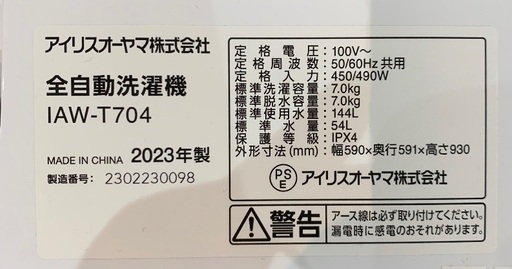 アイリスオーヤマ株式会社
全自動洗濯機
IAW-T704
MADE IN CHINA 2023年製
製造番号: 2302230098
定格電圧: 100V〜
定格周波数: 50/60Hz 共用
定格入力: 450/490W
標準洗濯容量: 7.0kg
標準脱水容量: 7.0kg
標準使用水量: 144L
標準水量: 54L
保護等級: IPX4
外形寸法(mm): 幅590×奥行591×高さ930
PS
E
アイリスオーヤマ株式会社
警告
アース線は必ず取り付けてください。
漏電時に感電のおそれがあります。